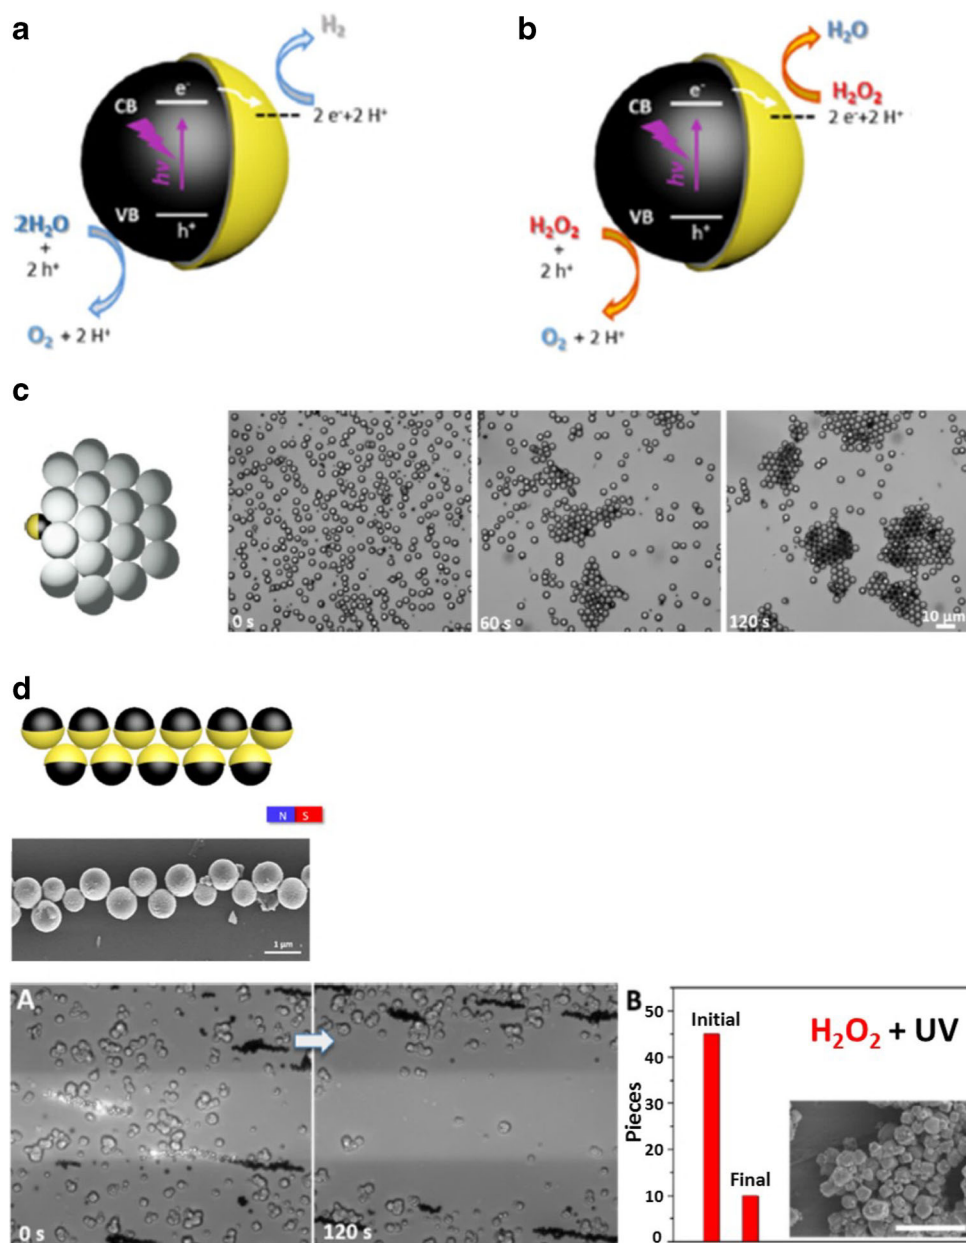 a
H₂
e⁻
CB
2 e⁻+2 H⁺
hν
VB
h⁺
2H₂O
+
2 h⁺
O₂ + 2 H⁺
b
H₂O
e⁻
CB
H₂O₂
2 e⁻+2 H⁺
hν
VB
h⁺
H₂O₂
+
2 h⁺
O₂ + 2 H⁺
c
0 s
60 s
120 s
10 µm
d
N S
1 µm
A
0 s
120 s
B
Pieces
50
40
30
20
10
0
Initial
Final
H₂O₂ + UV